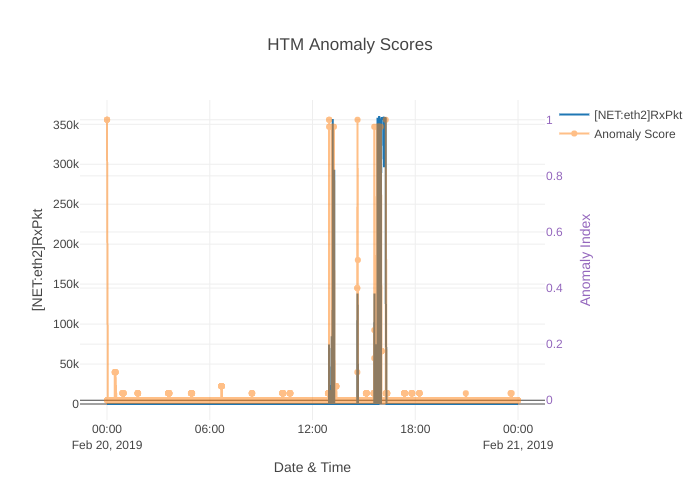 HTM Anomaly Scores
[NET:eth2]RxPkt
Anomaly Score
350k
300k
250k
200k
150k
100k
50k
0
[NET:eth2]RxPkt
1
0.8
0.6
0.4
0.2
0
Anomaly Index
00:00
06:00
12:00
18:00
00:00
Feb 20, 2019
Feb 21, 2019
Date & Time